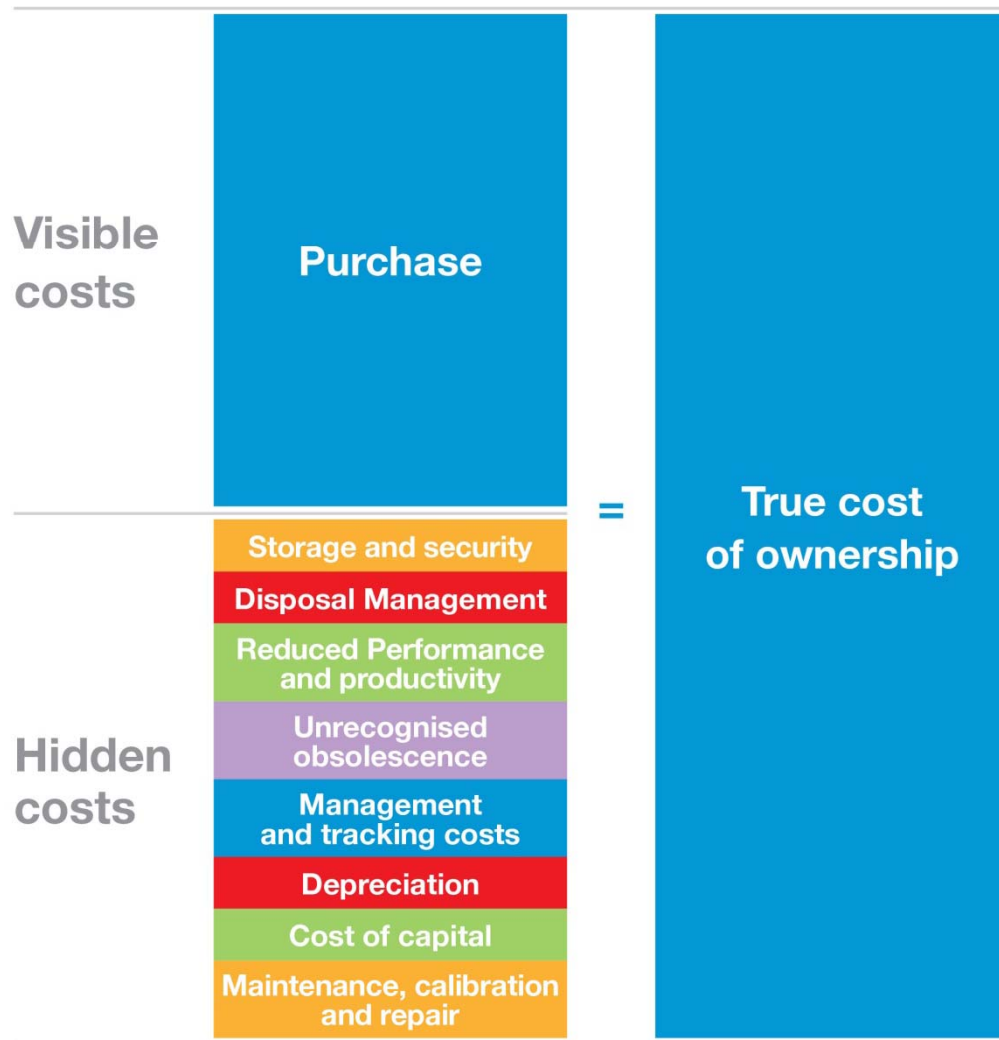 Visible
costs
Purchase
=
True cost
of ownership
Hidden
costs
Storage and security
Disposal Management
Reduced Performance
and productivity
Unrecognised
obsolescence
Management
and tracking costs
Depreciation
Cost of capital
Maintenance, calibration
and repair